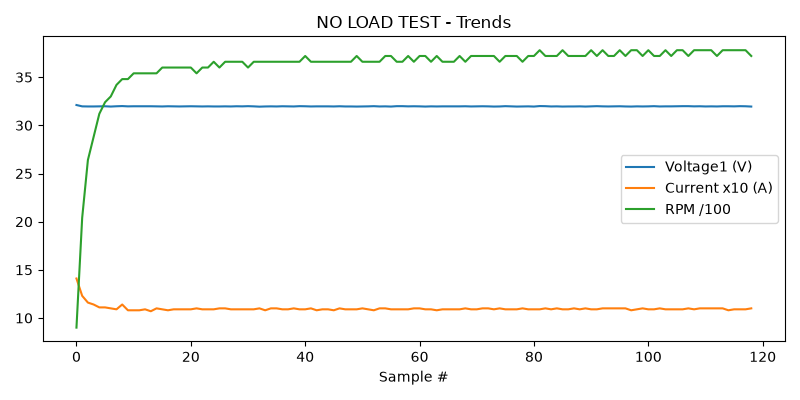 NO LOAD TEST - Trends
35
30
25
20
15
10
Voltage1 (V)
Current x10 (A)
RPM /100
0 20 40 60 80 100 120
Sample #